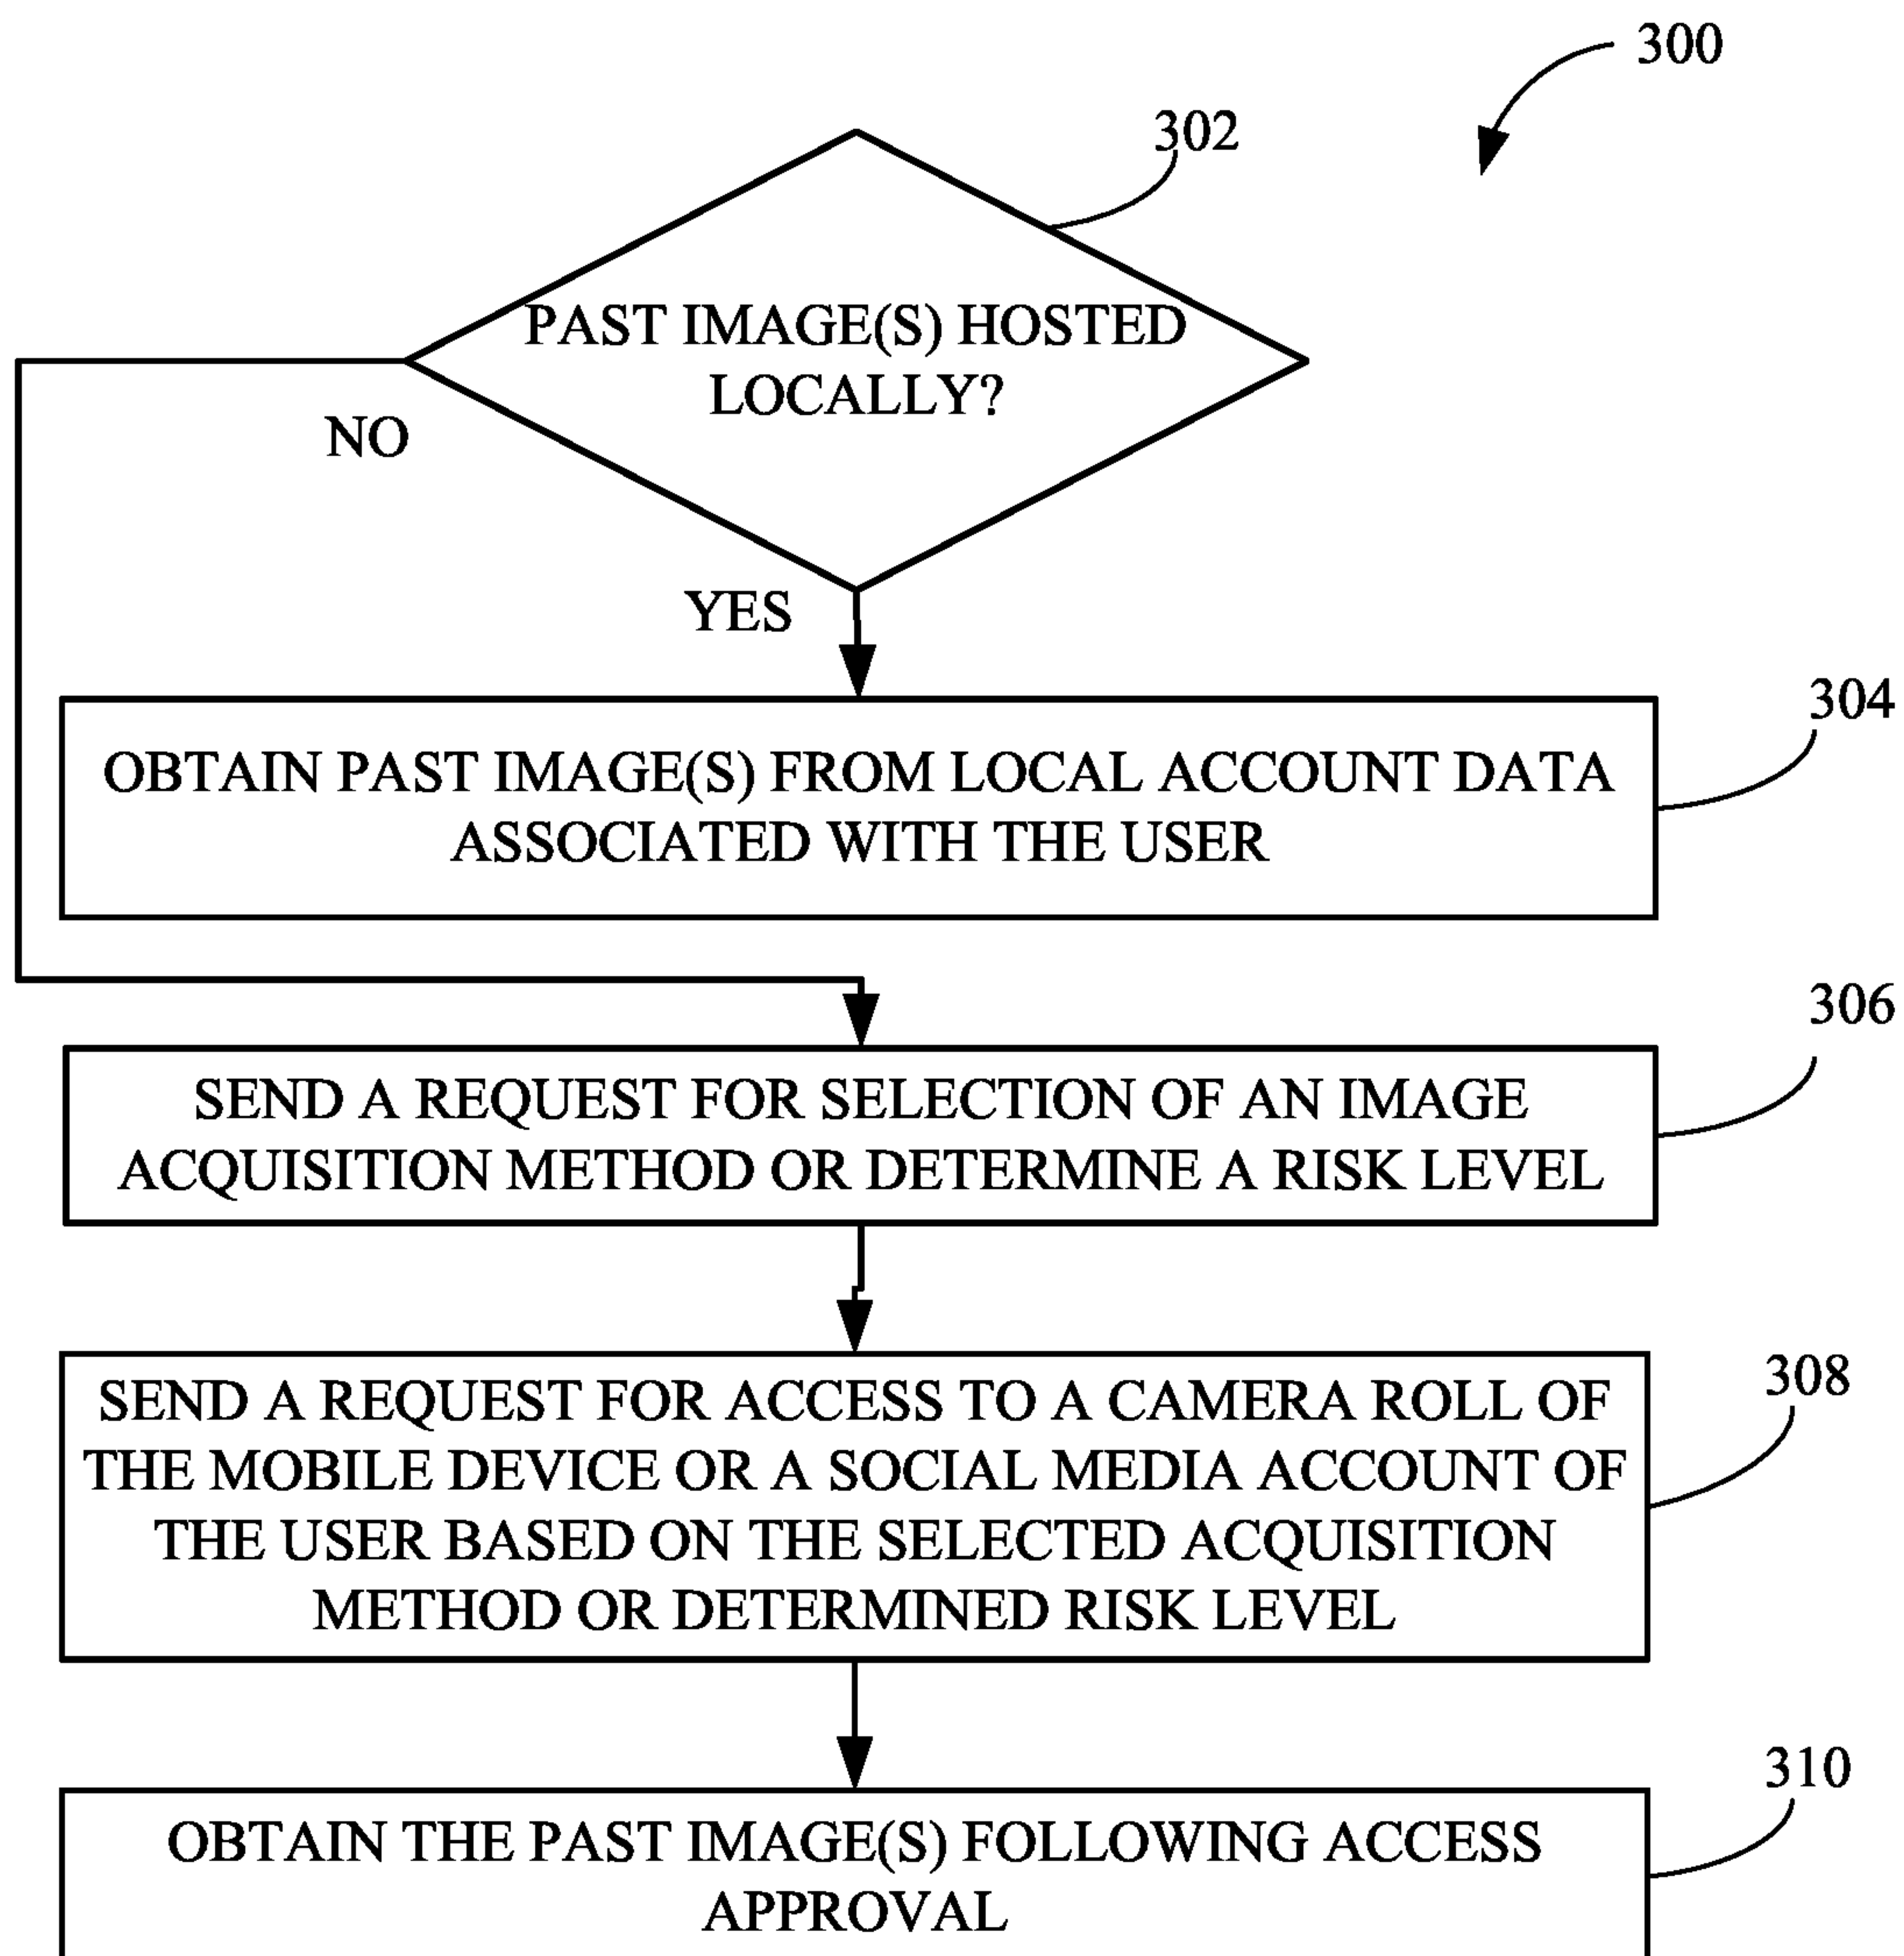 300
302
PAST IMAGE(S) HOSTED
LOCALLY?
NO
YES
304
OBTAIN PAST IMAGE(S) FROM LOCAL ACCOUNT DATA
ASSOCIATED WITH THE USER
306
SEND A REQUEST FOR SELECTION OF AN IMAGE
ACQUISITION METHOD OR DETERMINE A RISK LEVEL
308
SEND A REQUEST FOR ACCESS TO A CAMERA ROLL OF
THE MOBILE DEVICE OR A SOCIAL MEDIA ACCOUNT OF
THE USER BASED ON THE SELECTED ACQUISITION
METHOD OR DETERMINED RISK LEVEL
310
OBTAIN THE PAST IMAGE(S) FOLLOWING ACCESS
APPROVAL